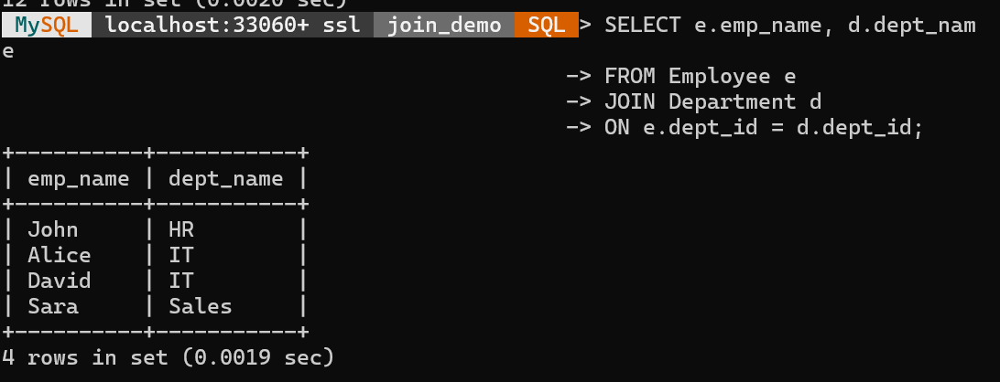 12 rows in set (0.0020 sec)
MySQL localhost:33060+ ssl join_demo SQL > SELECT e.emp_name, d.dept_nam
e
-> FROM Employee e
-> JOIN Department d
-> ON e.dept_id = d.dept_id;
+----------+-----------+
| emp_name | dept_name |
+----------+-----------+
| John     | HR        |
| Alice    | IT        |
| David    | IT        |
| Sara     | Sales     |
+----------+-----------+
4 rows in set (0.0019 sec)